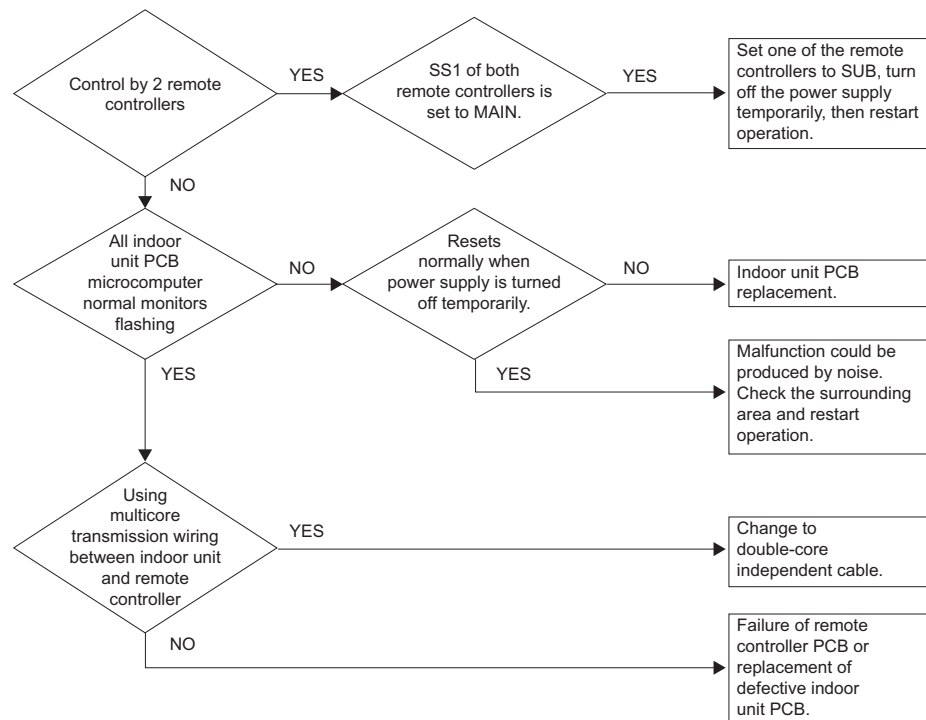 Control by 2 remote
controllers
YES
SS1 of both
remote controllers is
set to MAIN.
YES
Set one of the remote
controllers to SUB, turn
off the power supply
temporarily, then restart
operation.
NO
All indoor
unit PCB
microcomputer
normal monitors
flashing
NO
Resets
normally when
power supply is turned
off temporarily.
NO
Indoor unit PCB
replacement.
YES
YES
Malfunction could be
produced by noise.
Check the surrounding
area and restart
operation.
Using
multicore
transmission wiring
between indoor unit
and remote
controller
YES
Change to
double-core
independent cable.
NO
Failure of remote
controller PCB or
replacement of
defective indoor
unit PCB.